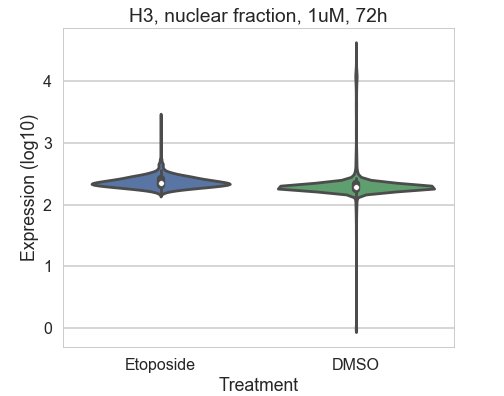 H3, nuclear fraction, 1uM, 72h
Expression (log10)
4
3
2
1
0
Etoposide
DMSO
Treatment